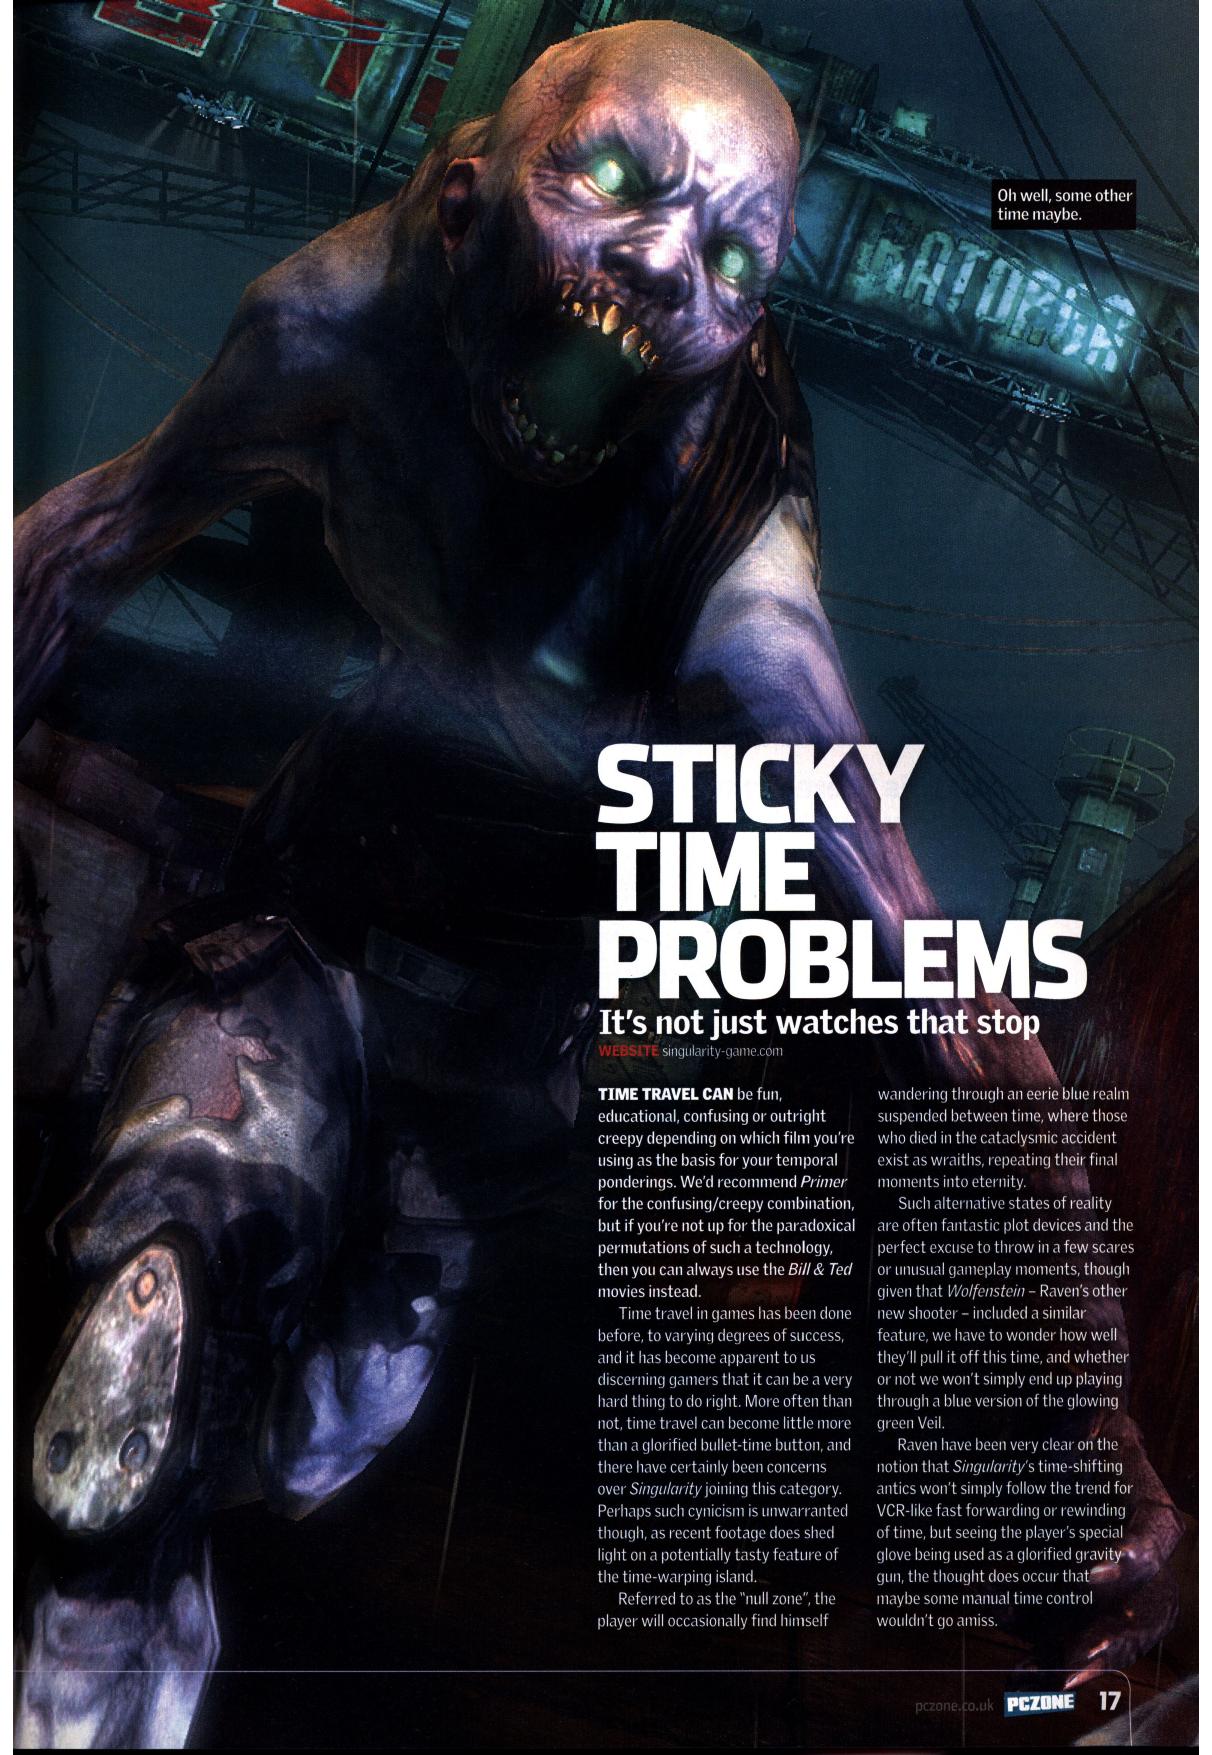 Oh well, some other
time maybe.
STICKY
TIME
PROBLEMS
It's not just watches that stop
WEBSITE singularity-game.com
TIME TRAVEL CAN be fun,
educational, confusing or outright
creepy depending on which film you're
using as the basis for your temporal
ponderings. We'd recommend Primer
for the confusing/creepy combination,
but if you're not up for the paradoxical
permutations of such a technology,
then you can always use the Bill & Ted
movies instead.
Time travel in games has been done
before, to varying degrees of success,
and it has become apparent to us
discerning gamers that it can be a very
hard thing to do right. More often than
not, time travel can become little more
than a glorified bullet-time button, and
there have certainly been concerns
over Singularity joining this category.
Perhaps such cynicism is unwarranted
though, as recent footage does shed
light on a potentially tasty feature of
the time-warping island.
Referred to as the "null zone", the
player will occasionally find himself
wandering through an eerie blue realm
suspended between time, where those
who died in the cataclysmic accident
exist as wraiths, repeating their final
moments into eternity.
Such alternative states of reality
are often fantastic plot devices and the
perfect excuse to throw in a few scares
or unusual gameplay moments, though
given that Wolfenstein – Raven's other
new shooter – included a similar
feature, we have to wonder how well
they'll pull it off this time, and whether
or not we won't simply end up playing
through a blue version of the glowing
green Veil.
Raven have been very clear on the
notion that Singularity's time-shifting
antics won't simply follow the trend for
VCR-like fast forwarding or rewinding
of time, but seeing the player's special
glove being used as a glorified gravity
gun, the thought does occur that
maybe some manual time control
wouldn't go amiss.
pczone.co.uk PCZONE 17